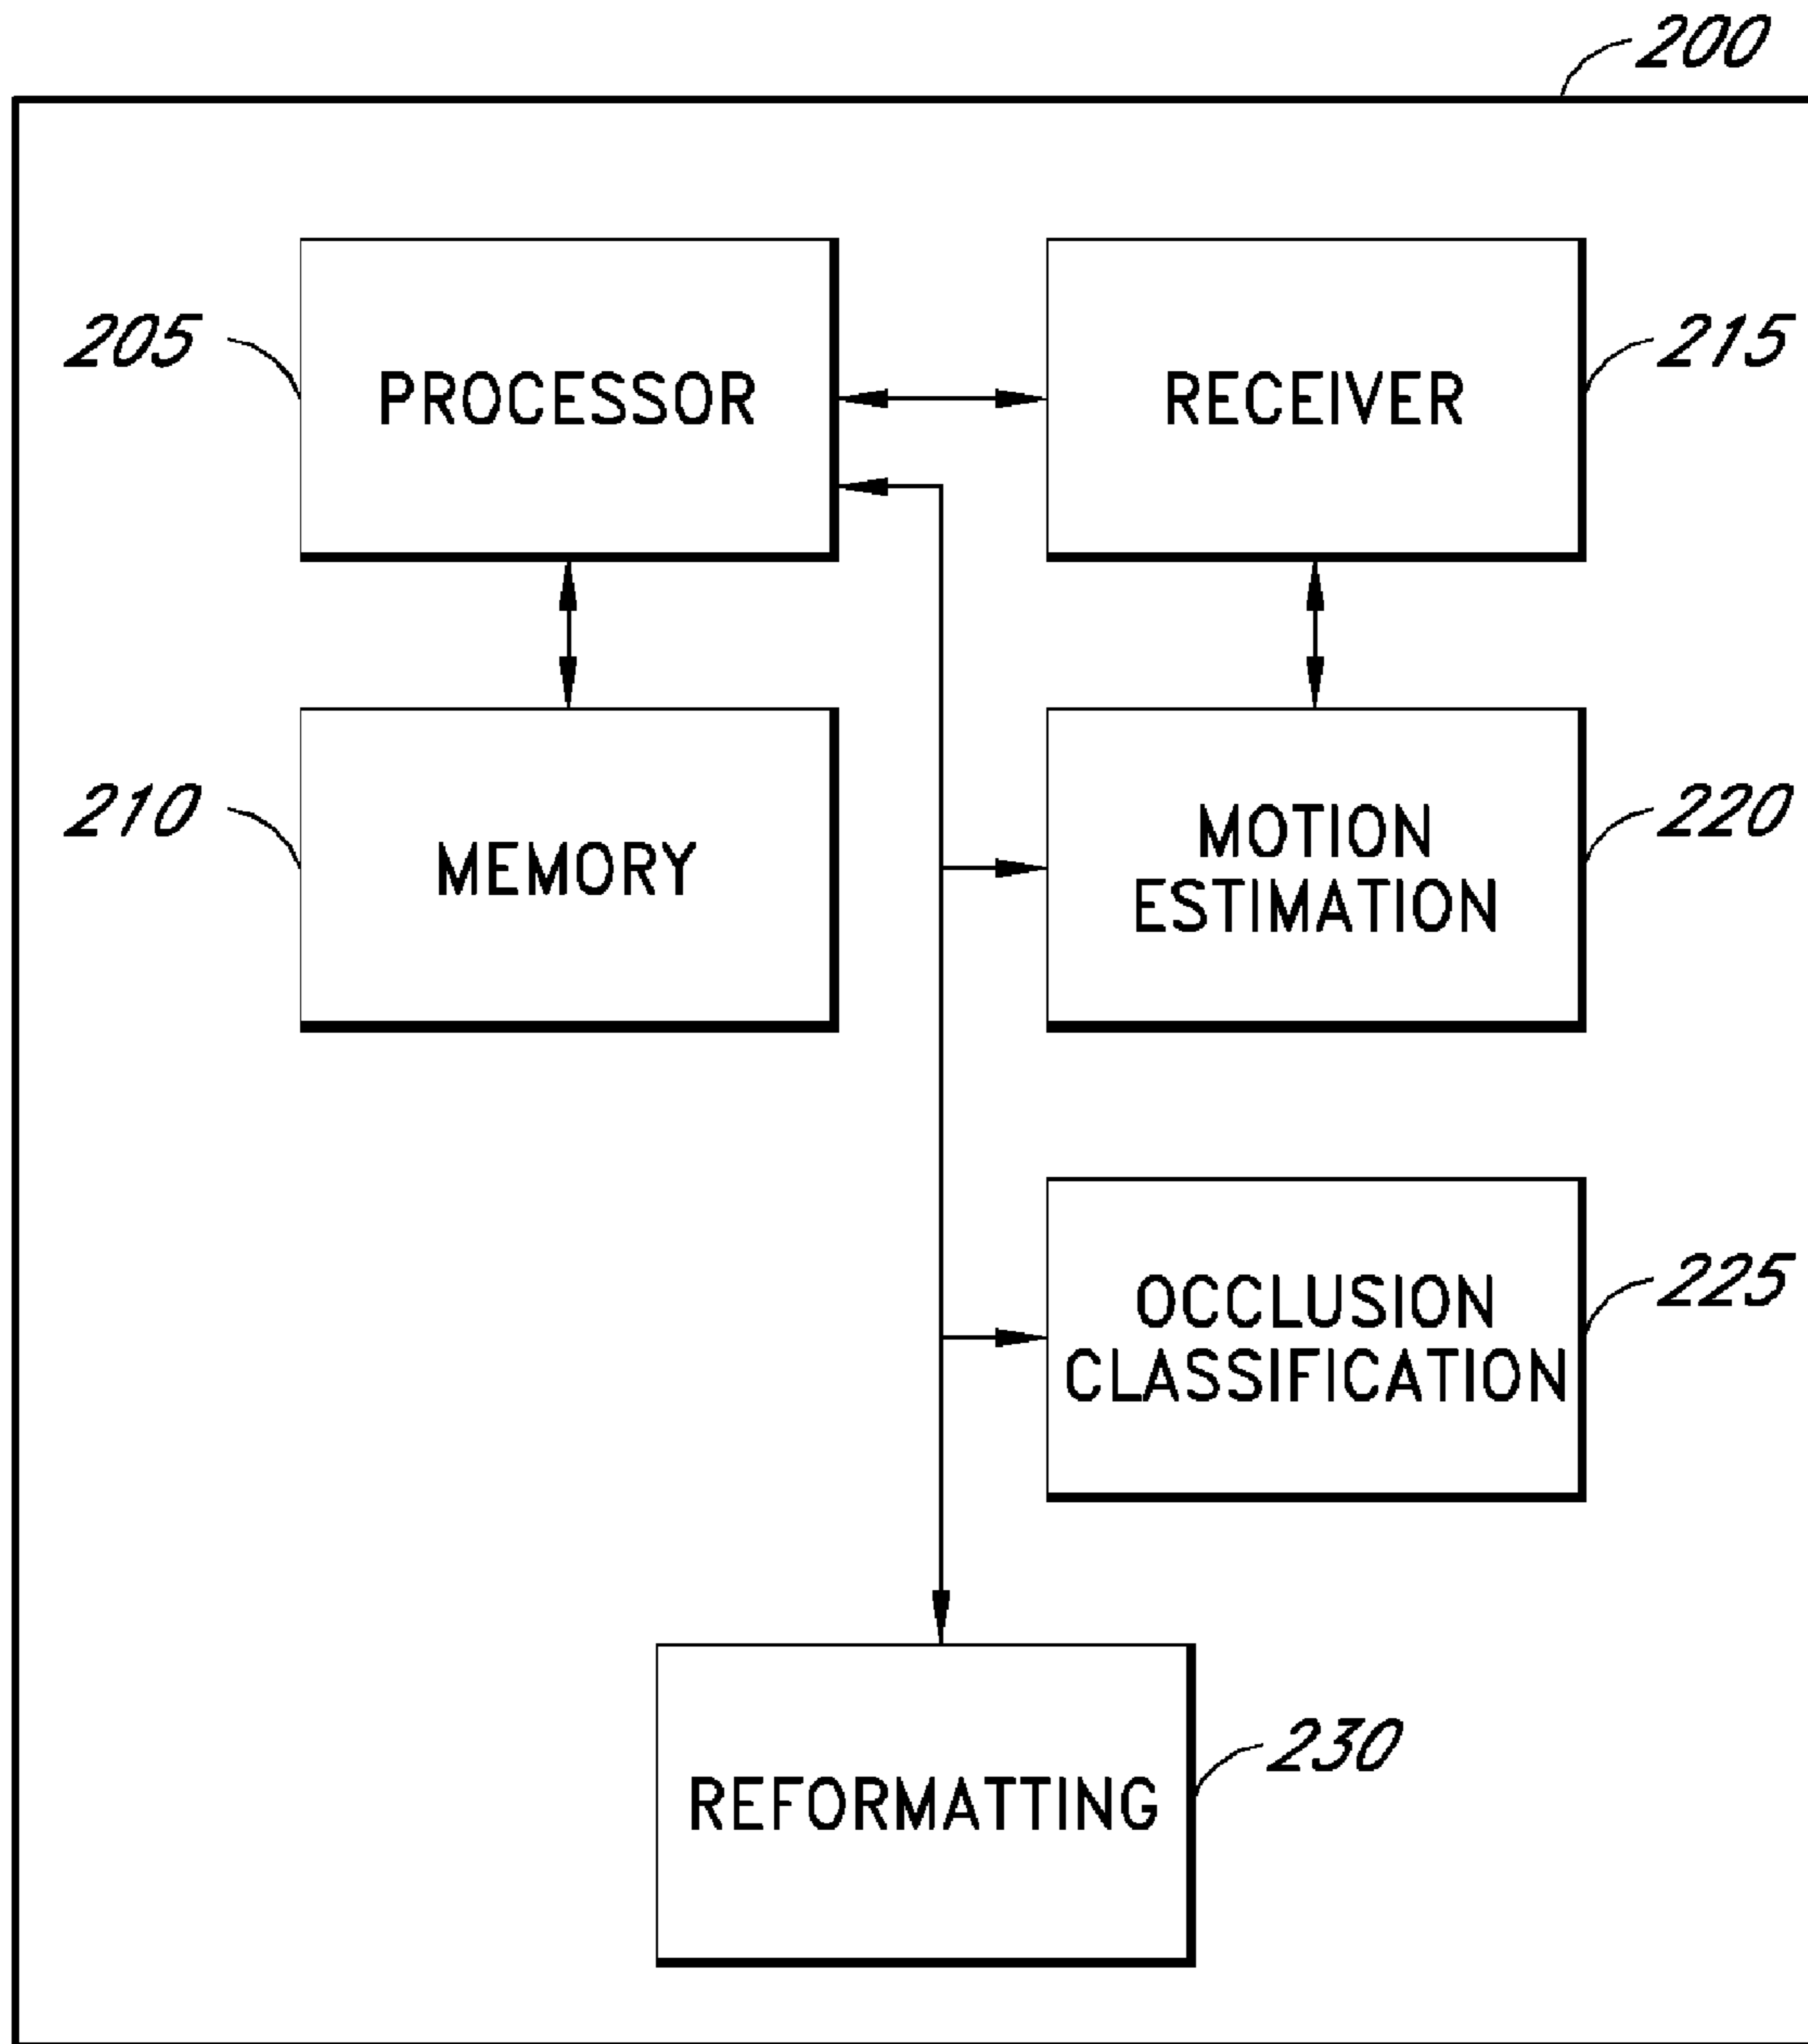 200
205
PROCESSOR
RECEIVER
215
210
MEMORY
MOTION
ESTIMATION
220
OCCLUSION
CLASSIFICATION
225
REFORMATTING
230